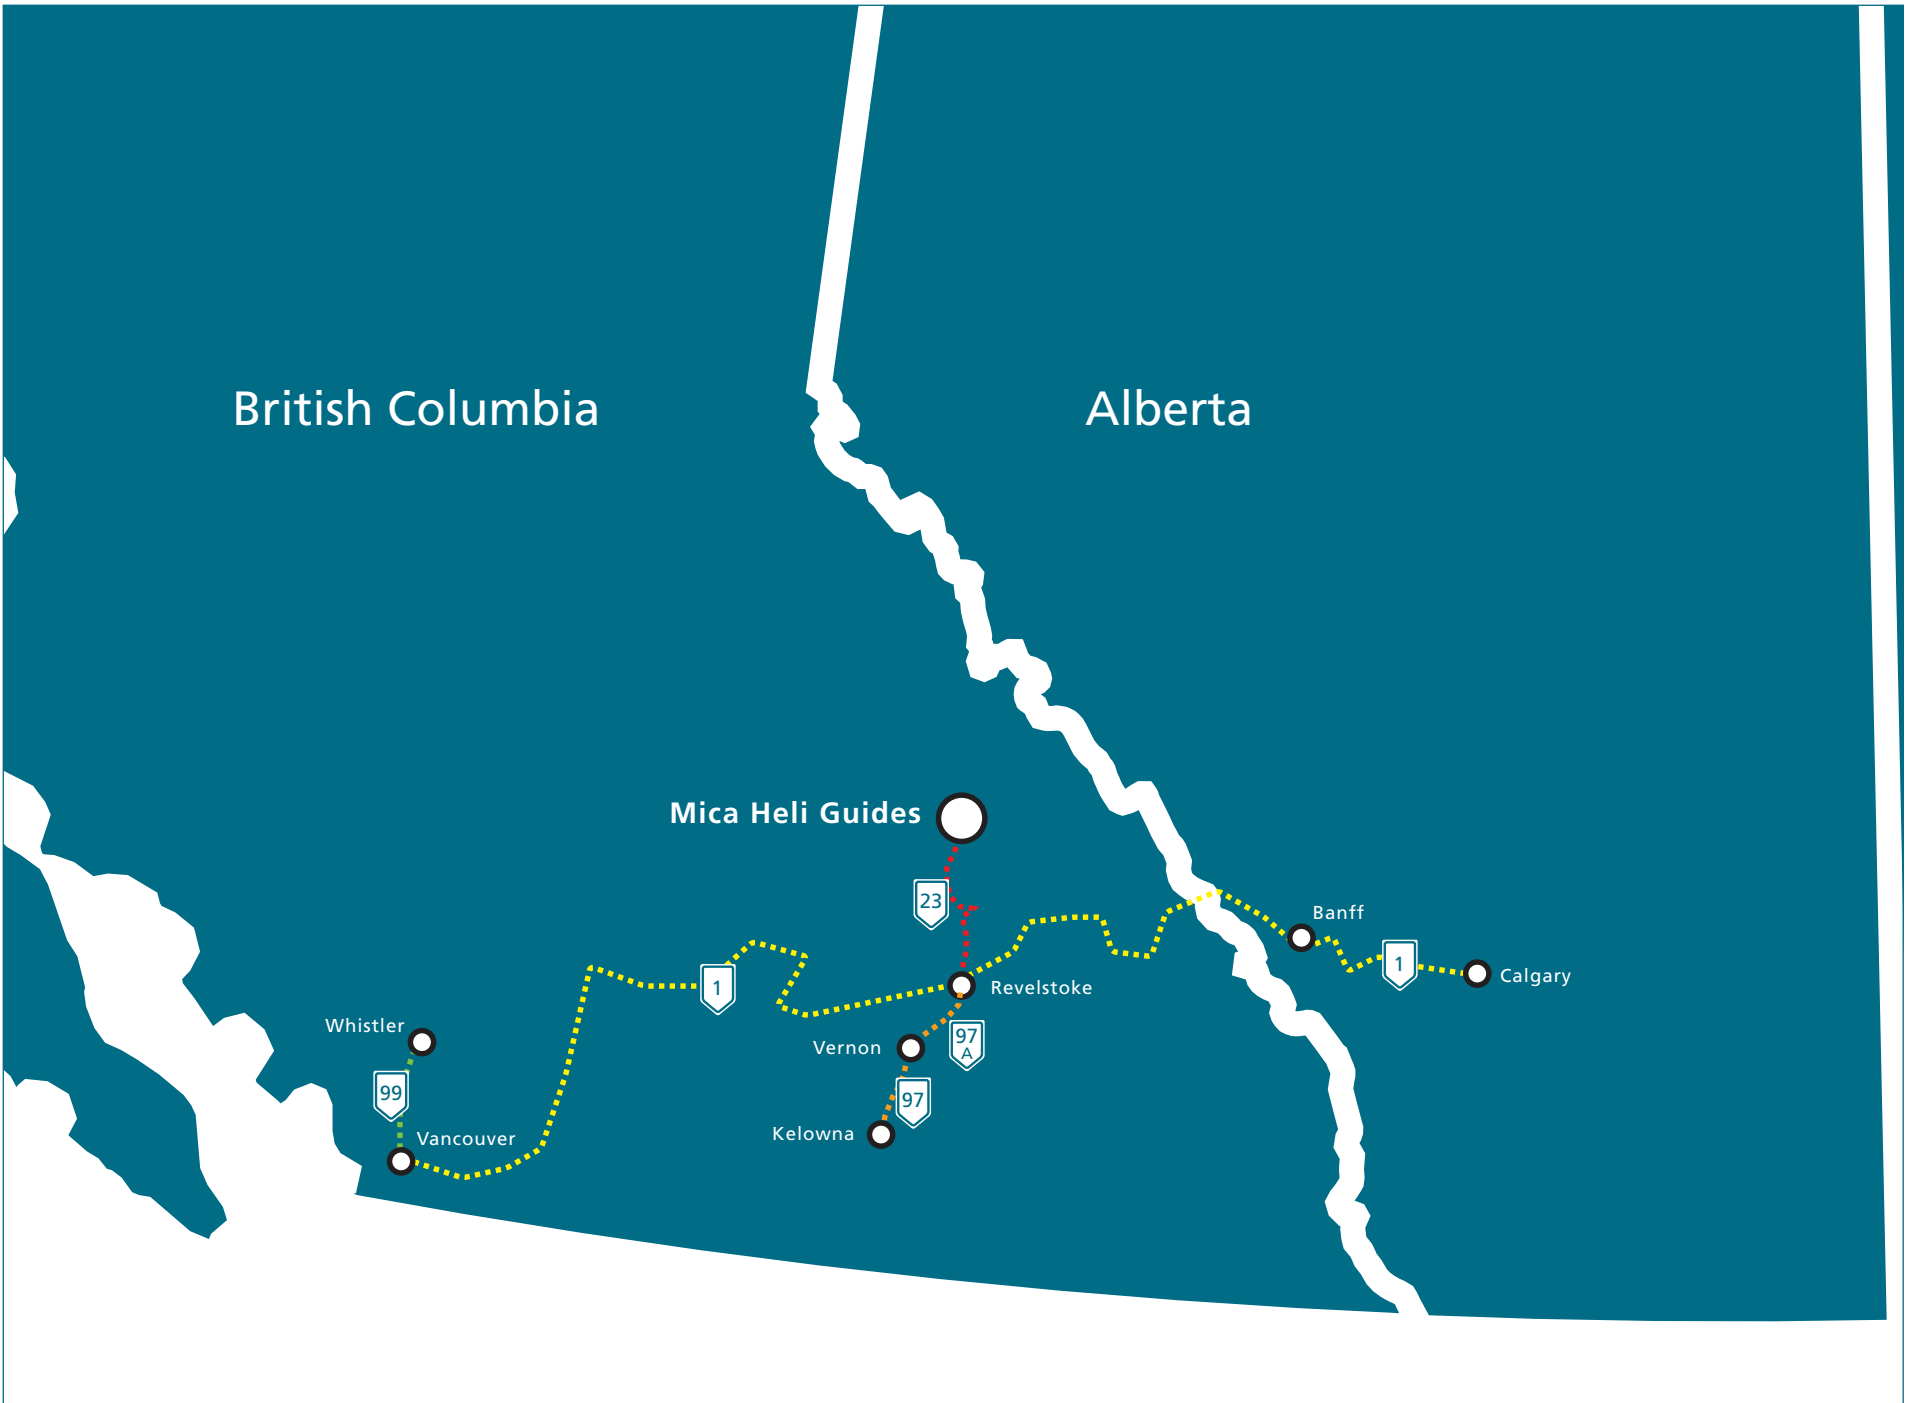 British Columbia
Alberta
Mica Heli Guides
23
Banff
1
Calgary
1
Revelstoke
Whistler
97
A
Vernon
99
97
Kelowna
Vancouver